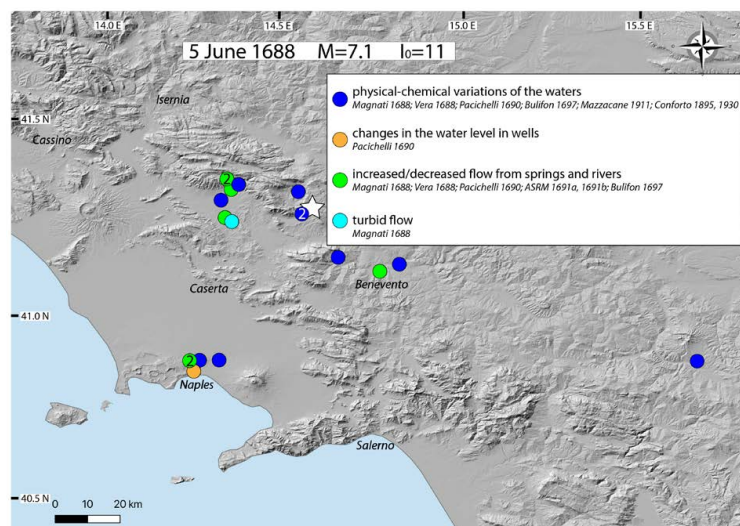 14.0 E
14.5 E
15.0 E
15.5 E
5 June 1688 M=7.1 I₀=11
physical-chemical variations of the waters
Magnati 1688; Vera 1688; Pacichelli 1690; Bulifon 1697; Mazzacane 1911; Conforto 1895, 1930
changes in the water level in wells
Pacichelli 1690
increased/decreased flow from springs and rivers
Magnati 1688; Vera 1688; Pacichelli 1690; ASRM 1691a, 1691b; Bulifon 1697
turbid flow
Magnati 1688
Isernia
41.5 N
Cassino
2
2
Benevento
Caserta
41.0 N
2
Naples
Salerno
40.5 N
0 10 20 km